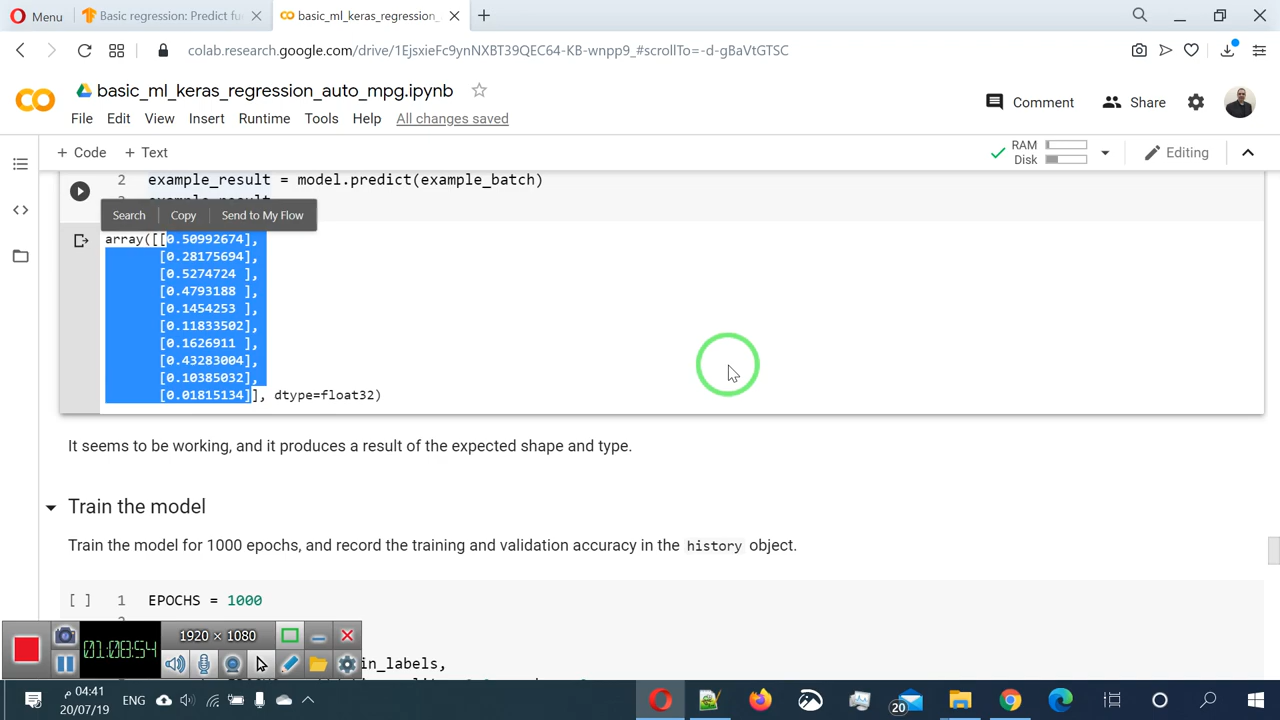 Menu
Basic regression: Predict fu
basic_ml_keras_regression_
colab.research.google.com/drive/1EjsxieFc9ynNXBT39QEC64-KB-wnpp9_#scrollTo=-d-gBaVtGTSC
basic_ml_keras_regression_auto_mpg.ipynb
Comment
Share
File Edit View Insert Runtime Tools Help All changes saved
+ Code + Text
RAM
Disk
Editing
2 example_result = model.predict(example_batch)
Search Copy Send to My Flow
array([[0.50992674],
[0.28175694],
[0.5274724 ],
[0.4793188 ],
[0.1454253 ],
[0.11833502],
[0.1626911 ],
[0.43283004],
[0.10385032],
[0.01815134]], dtype=float32)
It seems to be working, and it produces a result of the expected shape and type.
Train the model
Train the model for 1000 epochs, and record the training and validation accuracy in the history object.
[ ] 1 EPOCHS = 1000
1920 × 1080
01:08:54
in_labels,
04:41 م
20/07/19
ENG
20